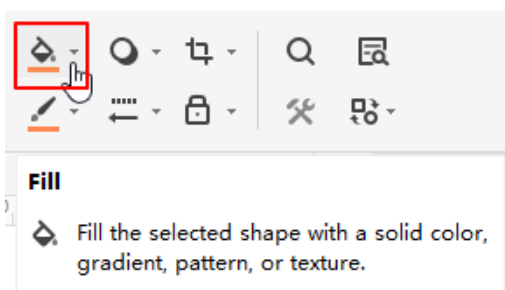 Fill
Fill the selected shape with a solid color,
gradient, pattern, or texture.